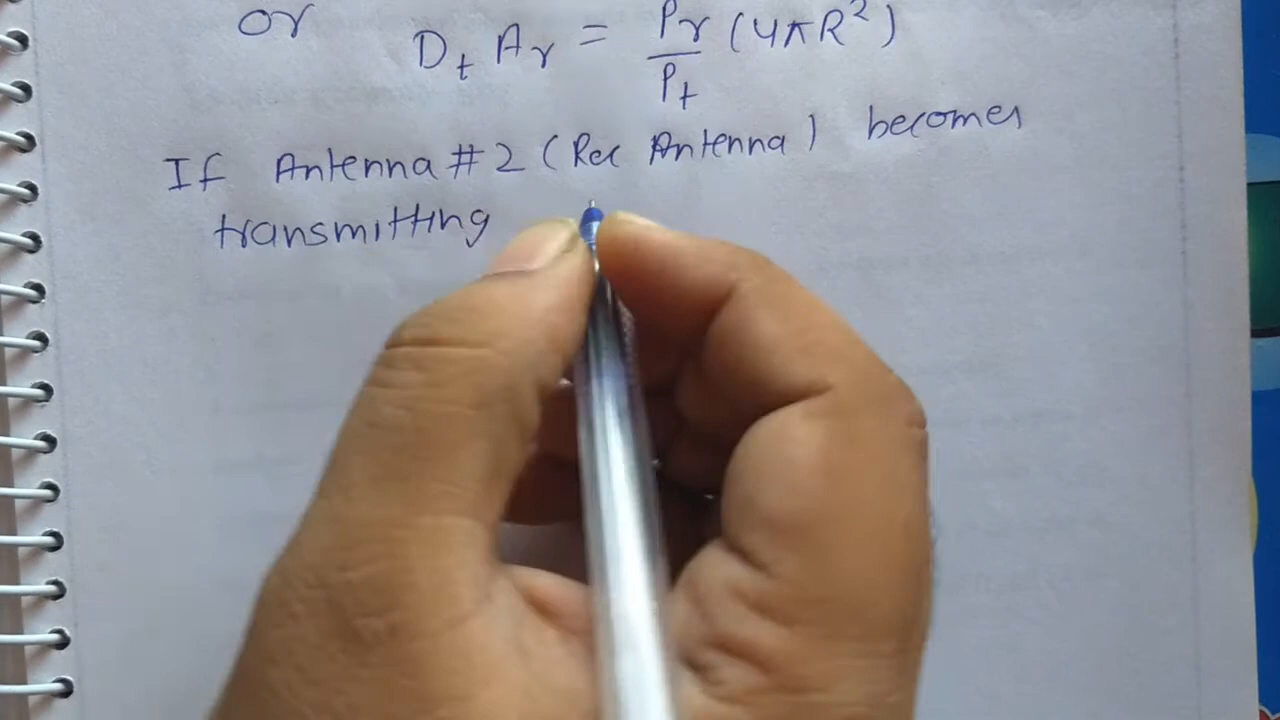 or D_t A_r = P_r/P_t (4πR²)
If Antenna #2 (Rec Antenna) becomes
transmitting